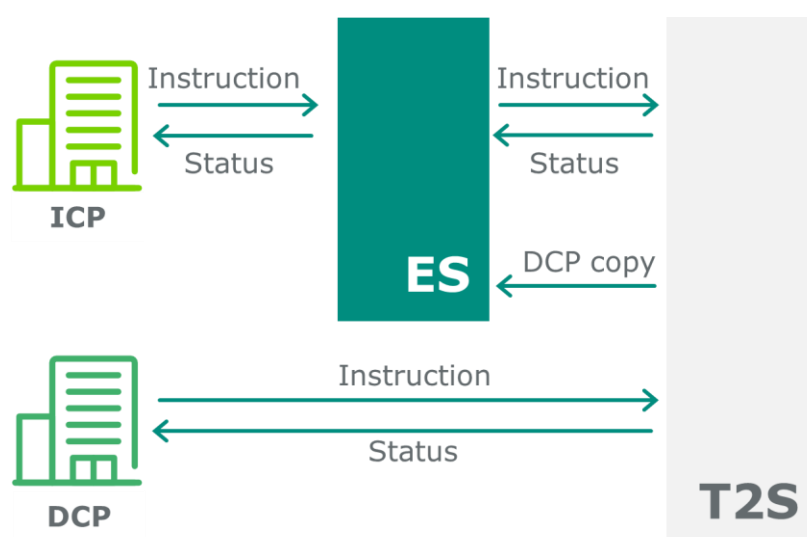 Instruction
Instruction
Status
Status
ICP
ES
DCP copy
Instruction
Status
DCP
T2S